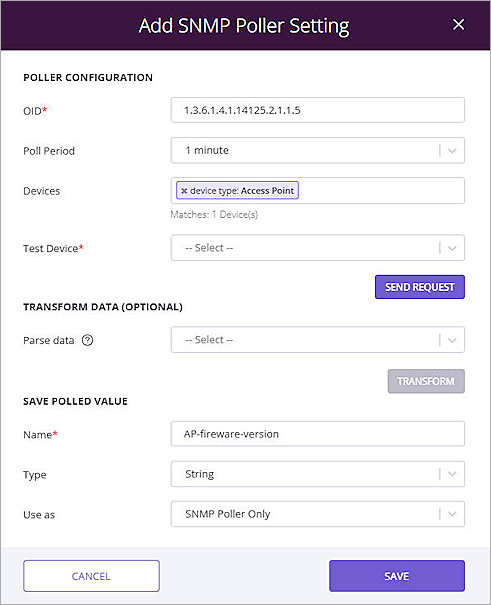 Add SNMP Poller Setting
POLLER CONFIGURATION
OID*
1.3.6.1.4.1.14125.2.1.1.5
Poll Period
1 minute
Devices
device type: Access Point
Matches: 1 Device(s)
Test Device*
-- Select --
SEND REQUEST
TRANSFORM DATA (OPTIONAL)
Parse data
-- Select --
TRANSFORM
SAVE POLLED VALUE
Name*
AP-fireware-version
Type
String
Use as
SNMP Poller Only
CANCEL
SAVE